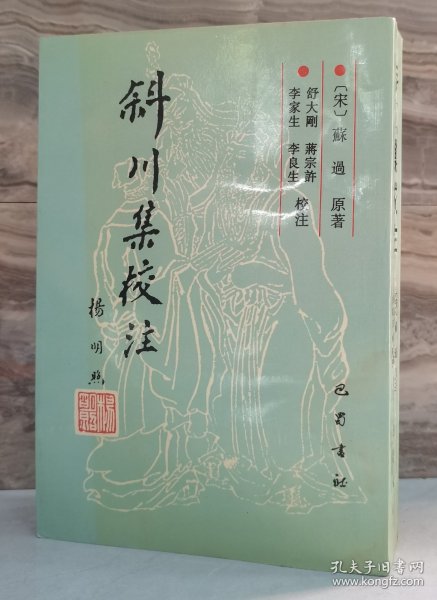 〔宋〕蘇過 原著
舒大剛 蔣宗許
李家生 李良生 校注
斜川集校注
楊明照
巴蜀書社
孔夫子旧书网
www.kongfz.com